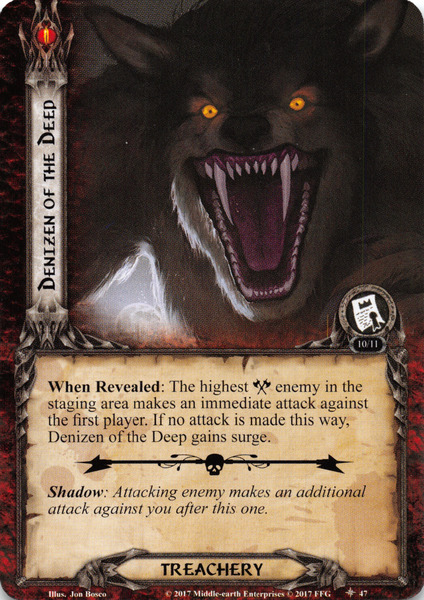 DENIZEN OF THE DEEP
10/11
When Revealed: The highest enemy in the
staging area makes an immediate attack against
the first player. If no attack is made this way,
Denizen of the Deep gains surge.
Shadow: Attacking enemy makes an additional
attack against you after this one.
TREACHERY
Illus. Jon Bosco © 2017 Middle-earth Enterprises © 2017 FFG 47